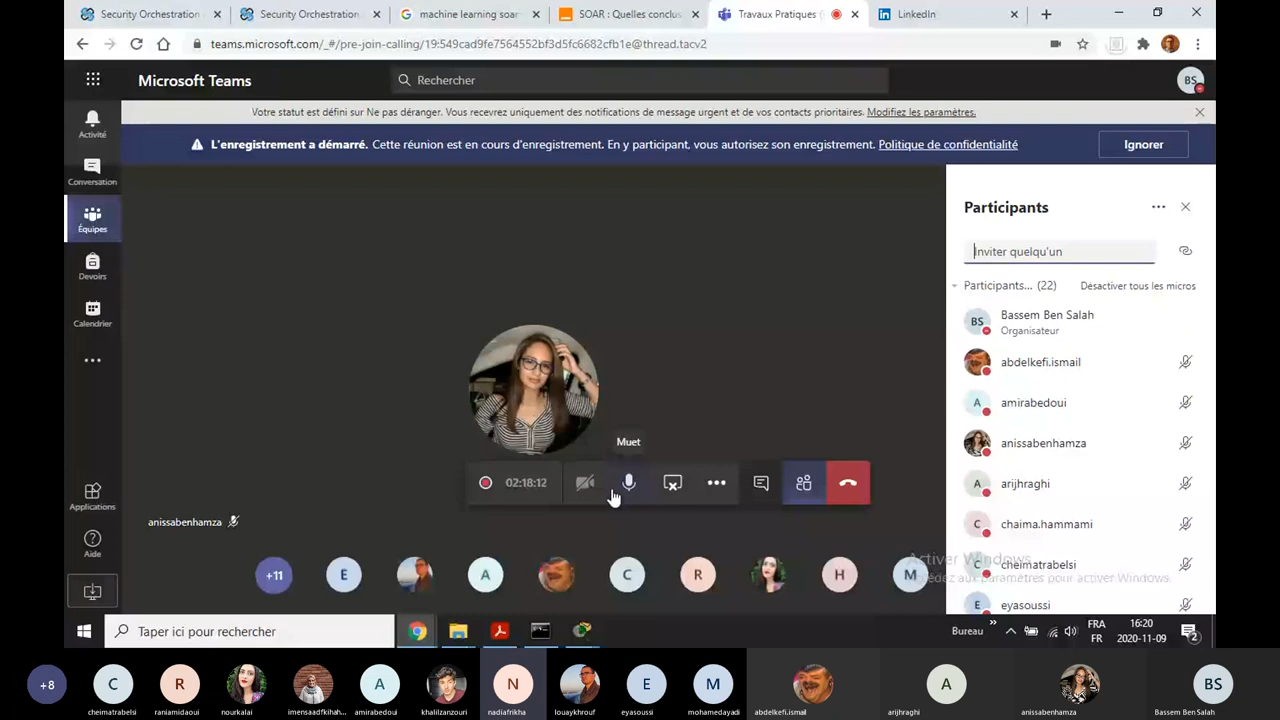 Security Orchestration
Security Orchestration,
machine learning soar
SOAR : Quelles conclus
Travaux Pratiques (
LinkedIn
teams.microsoft.com/_#/pre-join-calling/19:549cad9fe7564552bf3d5fc6682cfb1e@thread.tacv2
Microsoft Teams
Rechercher
BS
Votre statut est défini sur Ne pas déranger. Vous recevrez uniquement des notifications de message urgent et de vos contacts prioritaires. Modifiez les paramètres.
L'enregistrement a démarré. Cette réunion est en cours d'enregistrement. En y participant, vous autorisez son enregistrement. Politique de confidentialité
Ignorer
Activité
Conversation
Équipes
Devoirs
Calendrier
Applications
Aide
Muet
02:18:12
anissabenhamza
+11
E
A
C
R
H
M
Participants
Inviter quelqu'un
Participants... (22)
Désactiver tous les micros
BS
Bassem Ben Salah
Organisateur
abdelkefi.ismail
A
amirabedoui
anissabenhamza
A
arijhraghi
C
chaima.hammami
C
cheimatrabelsi
E
eyasoussi
Activer Windows
Accédez aux paramètres pour activer Windows.
Taper ici pour rechercher
Bureau
FRA
FR
16:20
2020-11-09
2
+8
C
cheimatrabelsi
R
raniamidaoui
nourkalai
imensaadfkihah...
A
amirabedoui
khalilzanzouri
N
nadiafrikha
louaykhrouf
E
eyasoussi
M
mohamedayadi
abdelkefi.ismail
A
arijhraghi
anissabenhamza
BS
Bassem Ben Salah